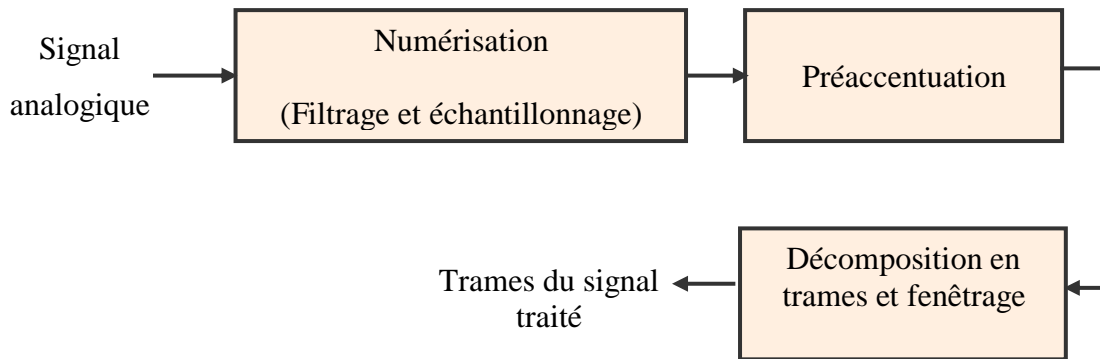 Signal
analogique
Numérisation
(Filtrage et échantillonnage)
Préaccentuation
Décomposition en
trames et fenêtrage
Trames du signal
traité